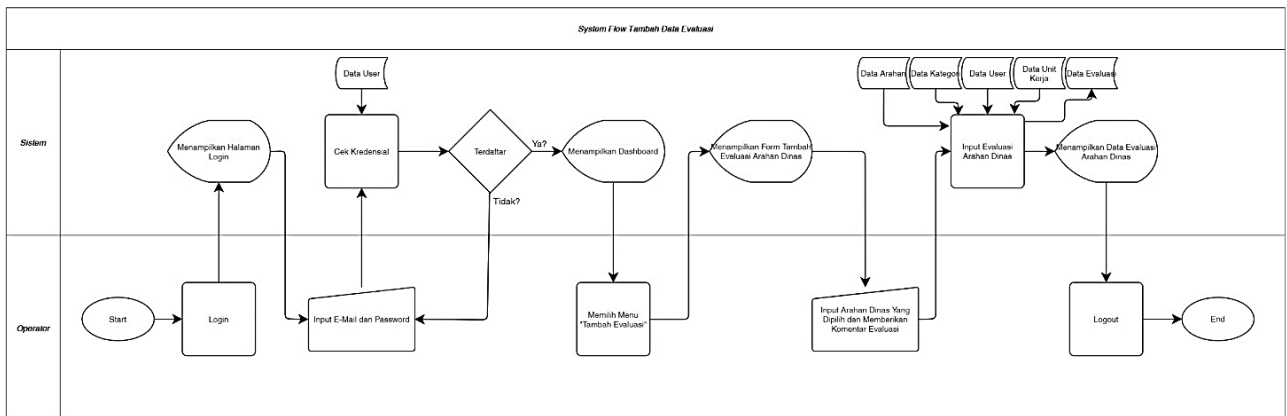 System Flow Tambah Data Evaluasi
Sistem
Data User
Data Arahan
Data Kategori
Data User
Data Unit
Kerja
Data Evaluasi
Menampilkan Halaman
Login
Cek Kredensial
Terdaftar
Ya?
Tidak?
Menampilkan Dashboard
Menampilkan Form Tambah
Evaluasi Arahan Dinas
Input Evaluasi
Arahan Dinas
Menampilkan Data Evaluasi
Arahan Dinas
Operator
Start
Login
Input E-Mail dan Password
Memilih Menu
"Tambah Evaluasi"
Input Arahan Dinas Yang
Dipilih dan Memberikan
Komentar Evaluasi
Logout
End